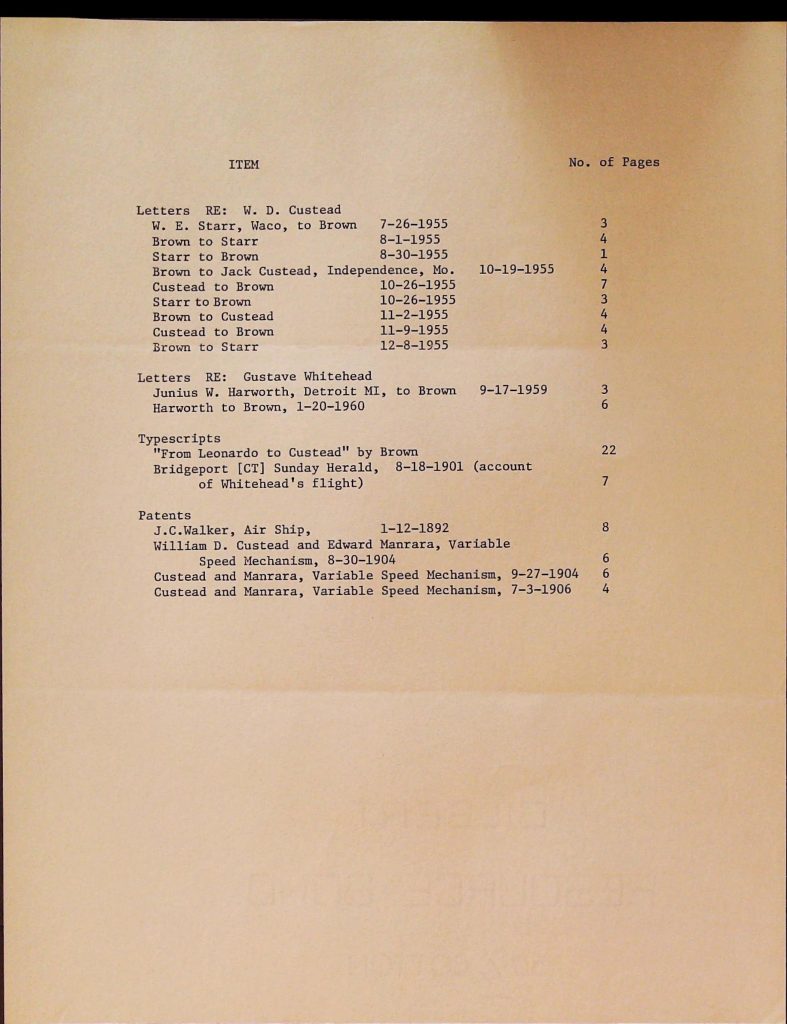 ITEM No. of Pages
Letters RE: W. D. Custead
W. E. Starr, Waco, to Brown 7-26-1955 3
Brown to Starr 8-1-1955 4
Starr to Brown 8-30-1955 1
Brown to Jack Custead, Independence, Mo. 10-19-1955 4
Custead to Brown 10-26-1955 7
Starr to Brown 10-26-1955 3
Brown to Custead 11-2-1955 4
Custead to Brown 11-9-1955 4
Brown to Starr 12-8-1955 3
Letters RE: Gustave Whitehead
Junius W. Harworth, Detroit MI, to Brown 9-17-1959 3
Harworth to Brown, 1-20-1960 6
Typescripts
"From Leonardo to Custead" by Brown 22
Bridgeport [CT] Sunday Herald, 8-18-1901 (account
of Whitehead's flight) 7
Patents
J.C.Walker, Air Ship, 1-12-1892 8
William D. Custead and Edward Manrara, Variable
Speed Mechanism, 8-30-1904 6
Custead and Manrara, Variable Speed Mechanism, 9-27-1904 6
Custead and Manrara, Variable Speed Mechanism, 7-3-1906 4